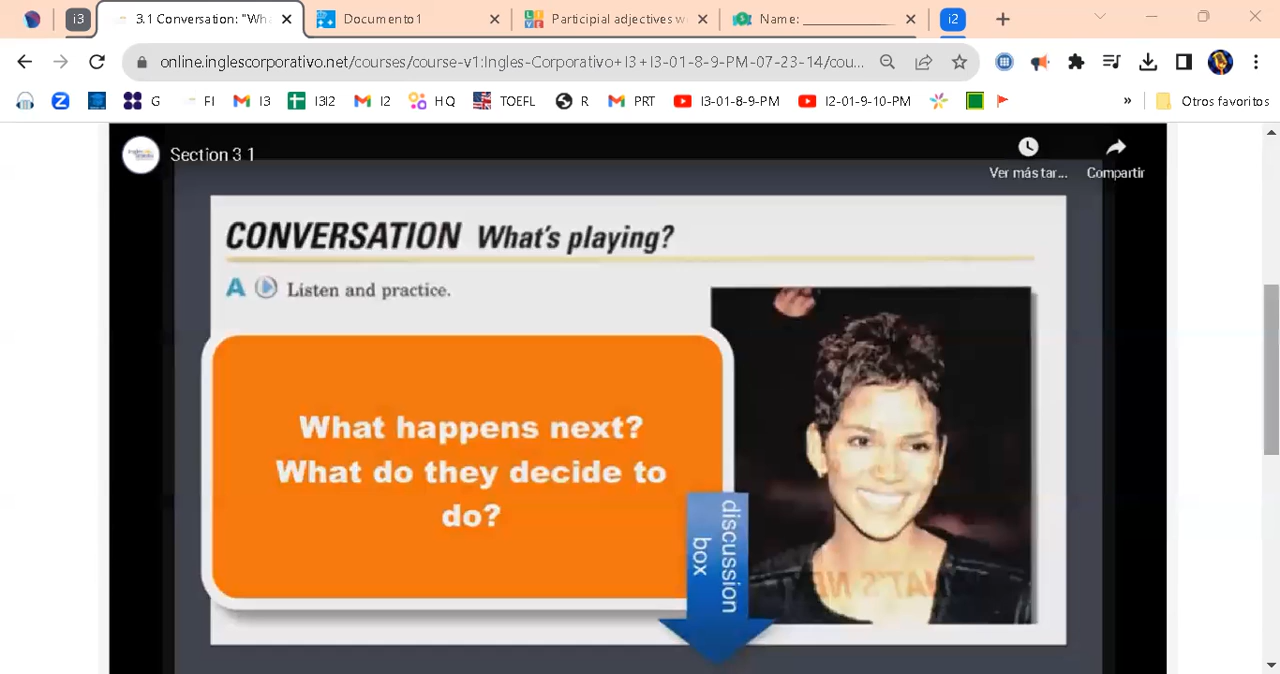 i3
3.1 Conversation: "Wh
Documento1
Participial adjectives w
Name: ____________
i2
online.inglescorporativo.net/courses/course-v1:Ingles-Corporativo+I3+I3-01-8-9-PM-07-23-14/cou...
G
FI
I3
I3I2
I2
HQ
TOEFL
R
PRT
I3-01-8-9-PM
I2-01-9-10-PM
»
Otros favoritos
Section 3 1
Ver más tar...
Compartir
CONVERSATION What's playing?
A Listen and practice.
What happens next?
What do they decide to
do?
discussion
box